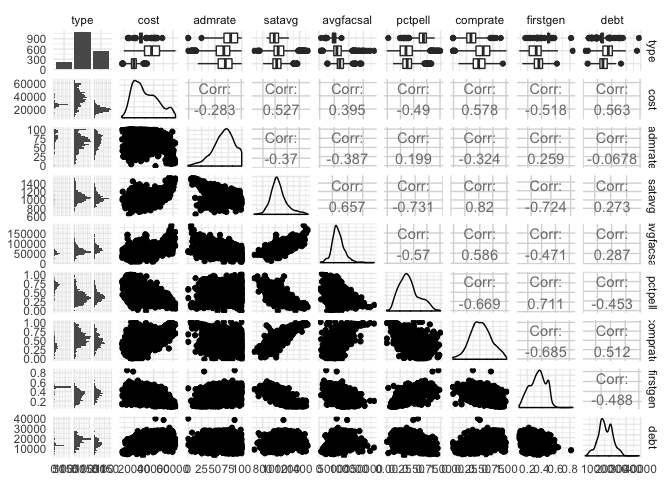 type cost admrate satavg avgfacsal pctpell comprate firstgen debt
900
600
300
0
type
60000
40000
20000
Corr: Corr: Corr: Corr: Corr: Corr: Corr:
-0.283 0.527 0.395 -0.49 0.578 -0.518 0.563
cost
100
75
50
25
0
Corr: Corr: Corr: Corr: Corr: Corr:
-0.37 -0.387 0.199 -0.324 0.259 -0.0678
admrate
1400
1200
1000
800
600
Corr: Corr: Corr: Corr: Corr:
0.657 -0.731 0.82 -0.724 0.273
satavg
150000
100000
50000
0
Corr: Corr: Corr: Corr:
-0.57 0.586 -0.471 0.287
1.00
0.75
0.50
0.25
0.00
Corr: Corr: Corr:
-0.669 0.711 -0.453
pctpell
1.00
0.75
0.50
0.25
0.00
Corr: Corr:
-0.685 0.512
0.8
0.6
0.4
0.2
Corr:
-0.488
firstgen
40000
30000
20000
10000
debt